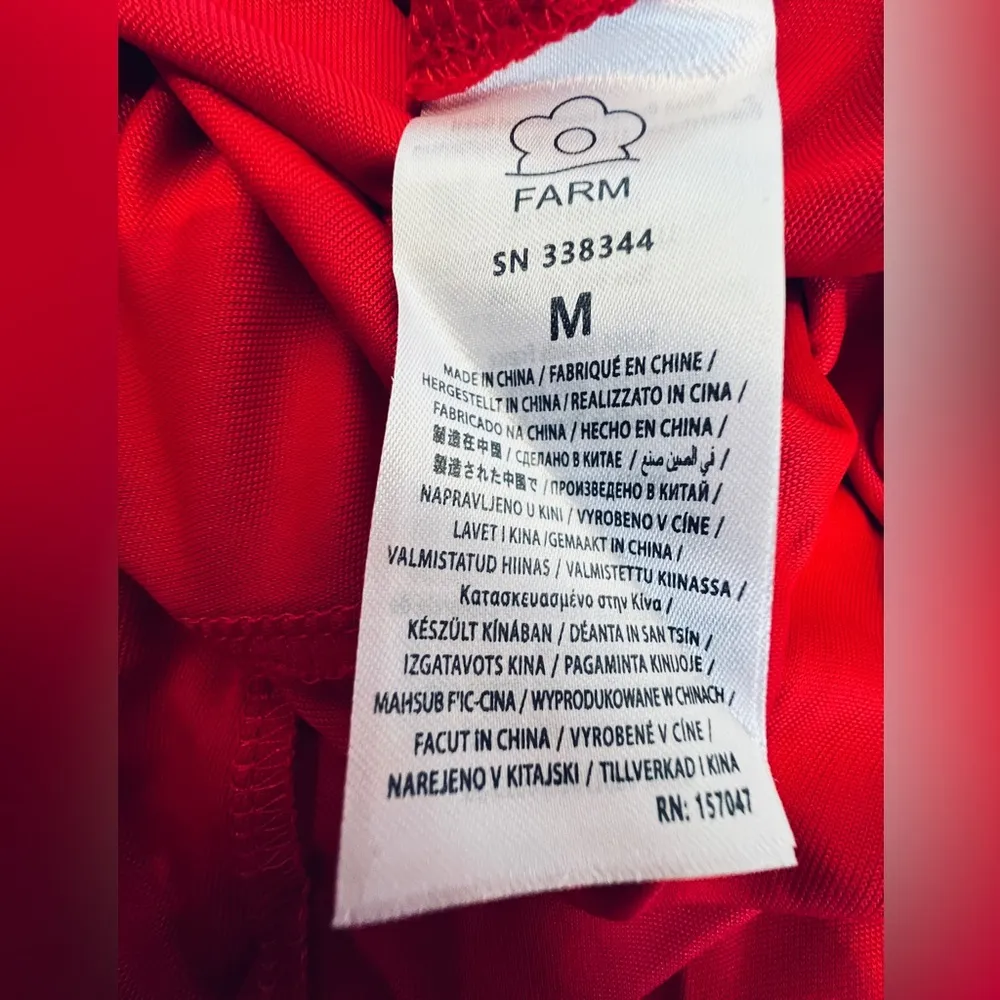 FARM
SN 338344
M
MADE IN CHINA / FABRIQUÉ EN CHINE /
HERGESTELLT IN CHINA / REALIZZATO IN CINA /
FABRICADO NA CHINA / HECHO EN CHINA /
製造在中国 / СДЕЛАНО В КИТАЕ / في الصين صنع /
製造された中国で / ПРОИЗВЕДЕНО В КИТАЙ /
NAPRAVLJENO U KINI / VYROBENO V CÍNE /
LAVET I KINA /GEMAAKT IN CHINA /
VALMISTATUD HIINAS / VALMISTETTU KIINASSA /
Κατασκευασμένο στην Κίνα /
KÉSZÜLT KÍNÁBAN / DÉANTA IN SAN TSÍN /
IZGATAVOTS KINA / PAGAMINTA KINIJOJE /
MAHSUB F'IC-CINA / WYPRODUKOWANE W CHINACH /
FACUT IN CHINA / VYROBENÉ V CÍNE /
NAREJENO V KITAJSKI / TILLVERKAD I KINA
RN: 157047